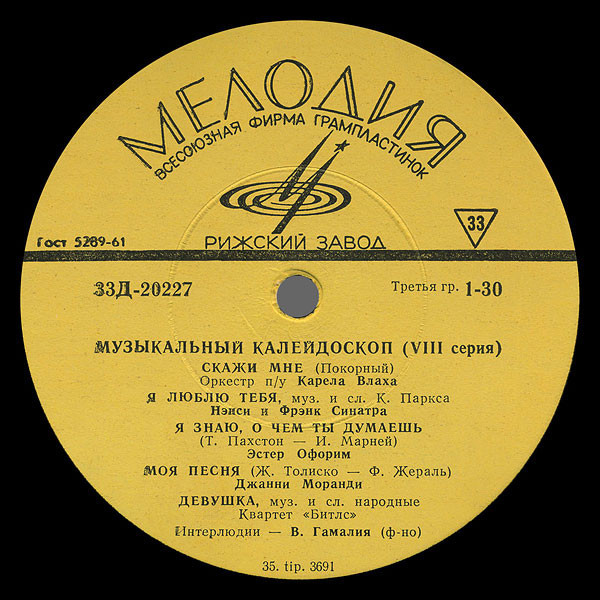 МЕЛОДИЯ
ВСЕСОЮЗНАЯ ФИРМА ГРАМПЛАСТИНОК
Гост 5289-61
РИЖСКИЙ ЗАВОД
33
33Д-20227
Третья гр. 1-30
МУЗЫКАЛЬНЫЙ КАЛЕЙДОСКОП (VIII серия)
СКАЖИ МНЕ (Покорный)
Оркестр п/у Карела Влаха
Я ЛЮБЛЮ ТЕБЯ, муз. и сл. К. Паркса
Нэнси и Фрэнк Синатра
Я ЗНАЮ, О ЧЕМ ТЫ ДУМАЕШЬ
(Т. Пахстон — И. Марней)
Эстер Офорим
МОЯ ПЕСНЯ (Ж. Толиско — Ф. Жераль)
Джанни Моранди
ДЕВУШКА, муз. и сл. народные
Квартет «Битлс»
Интерлюдии — В. Гамалия (ф-но)
35. tip. 3691